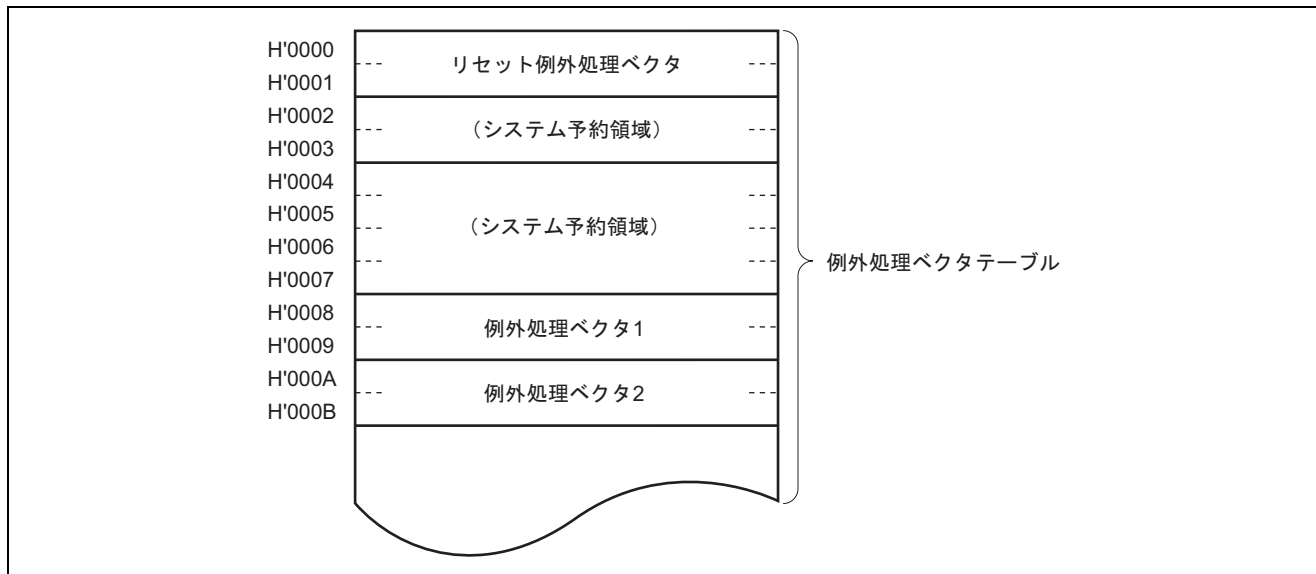 H'0000
リセット例外処理ベクタ
H'0001
H'0002
（システム予約領域）
H'0003
H'0004
H'0005
（システム予約領域）
H'0006
例外処理ベクタテーブル
H'0007
H'0008
例外処理ベクタ1
H'0009
H'000A
例外処理ベクタ2
H'000B